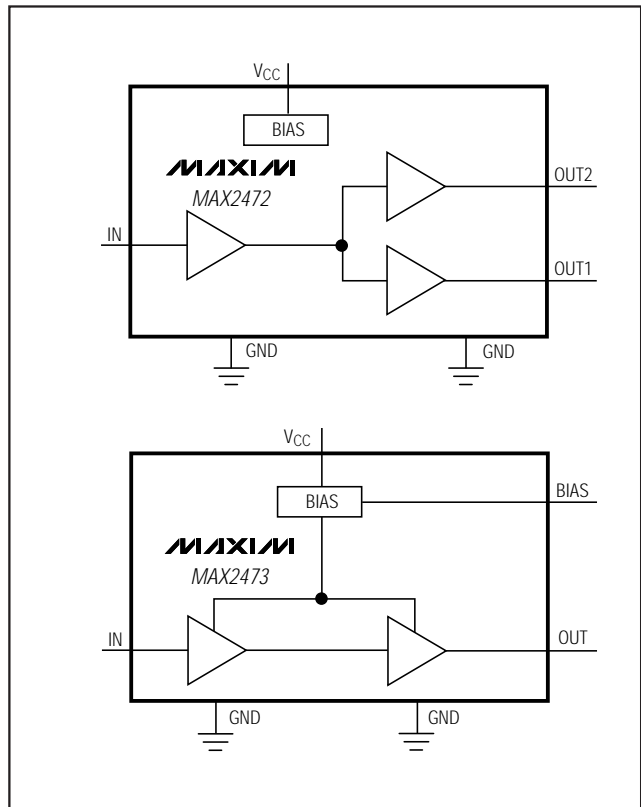 VCC
BIAS
MAXIM
MAX2472
OUT2
IN
OUT1
GND
GND
VCC
BIAS
BIAS
MAXIM
MAX2473
IN
OUT
GND
GND